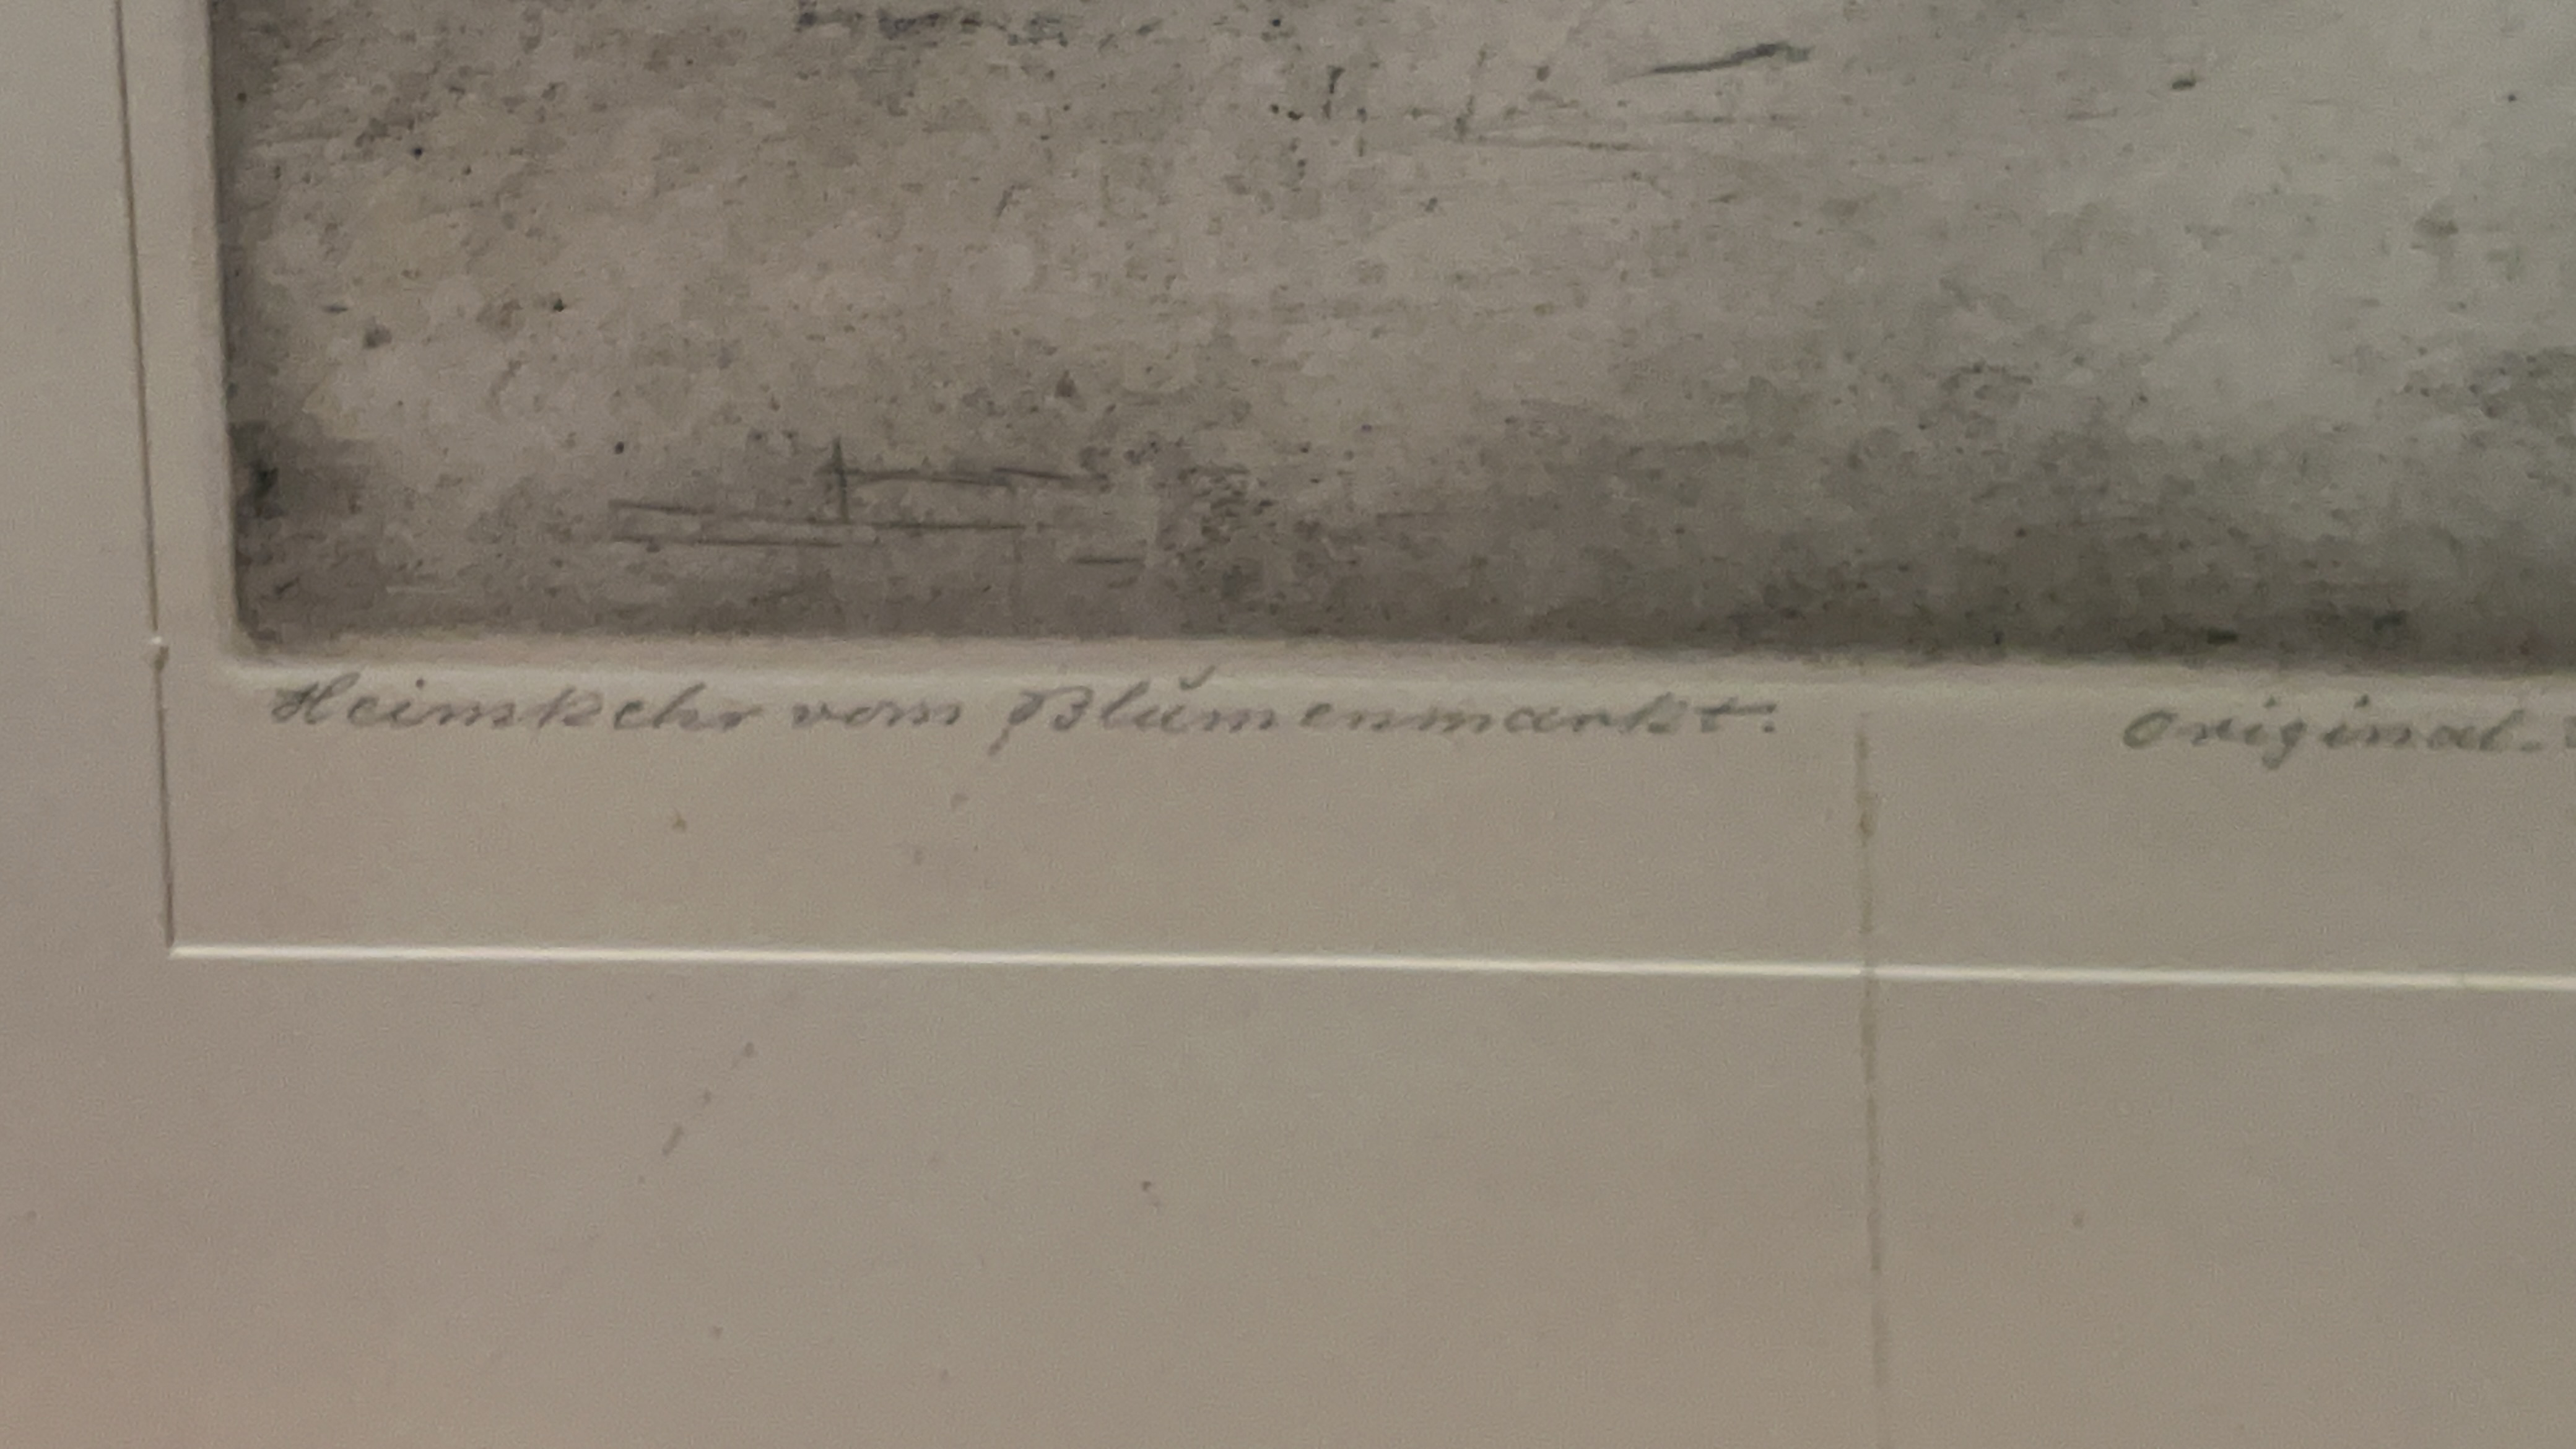 Heimkehr vom Blumenmarkt. Original-